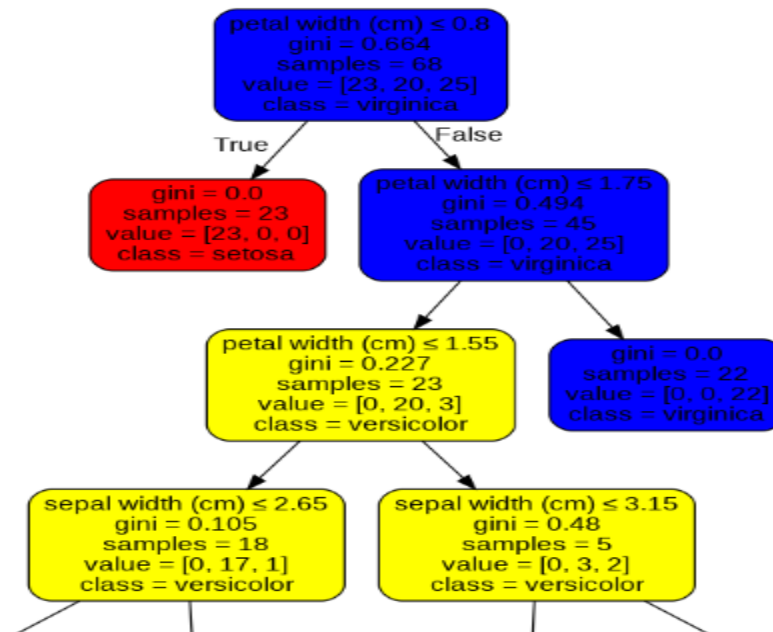 petal width (cm) ≤ 0.8
gini = 0.664
samples = 68
value = [23, 20, 25]
class = virginica
True
False
gini = 0.0
samples = 23
value = [23, 0, 0]
class = setosa
petal width (cm) ≤ 1.75
gini = 0.494
samples = 45
value = [0, 20, 25]
class = virginica
petal width (cm) ≤ 1.55
gini = 0.227
samples = 23
value = [0, 20, 3]
class = versicolor
gini = 0.0
samples = 22
value = [0, 0, 22]
class = virginica
sepal width (cm) ≤ 2.65
gini = 0.105
samples = 18
value = [0, 17, 1]
class = versicolor
sepal width (cm) ≤ 3.15
gini = 0.48
samples = 5
value = [0, 3, 2]
class = versicolor